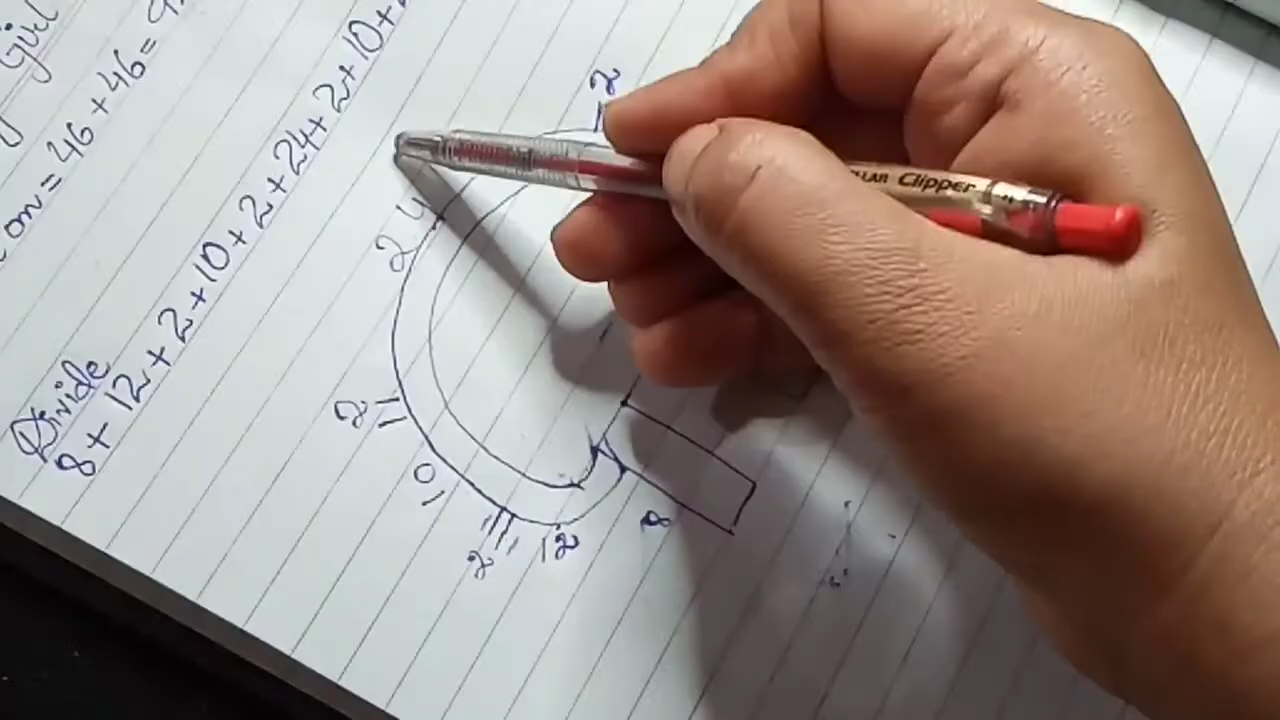 Girl
on = 46 + 46 = 9
Divide
8 + 12 + 2 + 10 + 2 + 24 + 2 + 10 +
2
24
2
10
2
12
8
Clipper